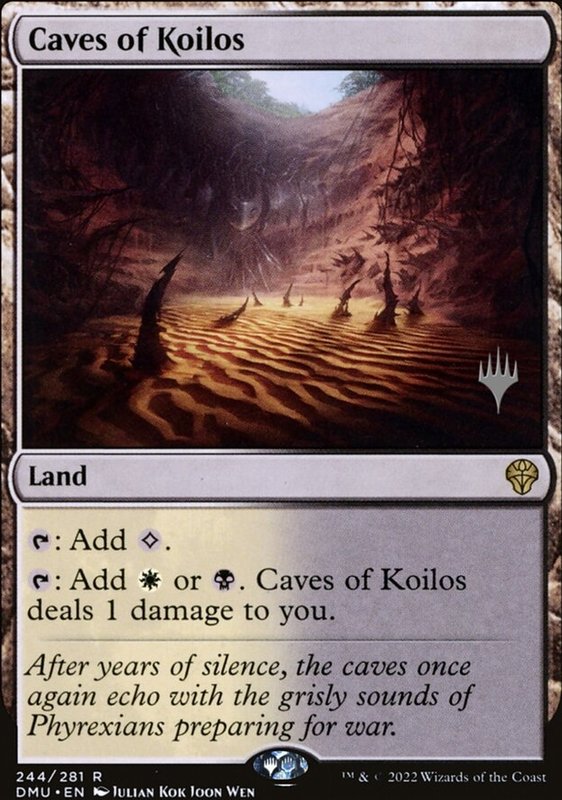 Caves of Koilos
Land
: Add .
: Add or . Caves of Koilos
deals 1 damage to you.
After years of silence, the caves once
again echo with the grisly sounds of
Phyrexians preparing for war.
244/281 R
DMU • EN Julian Kok Joon Wen
™ & © 2022 Wizards of the Coast